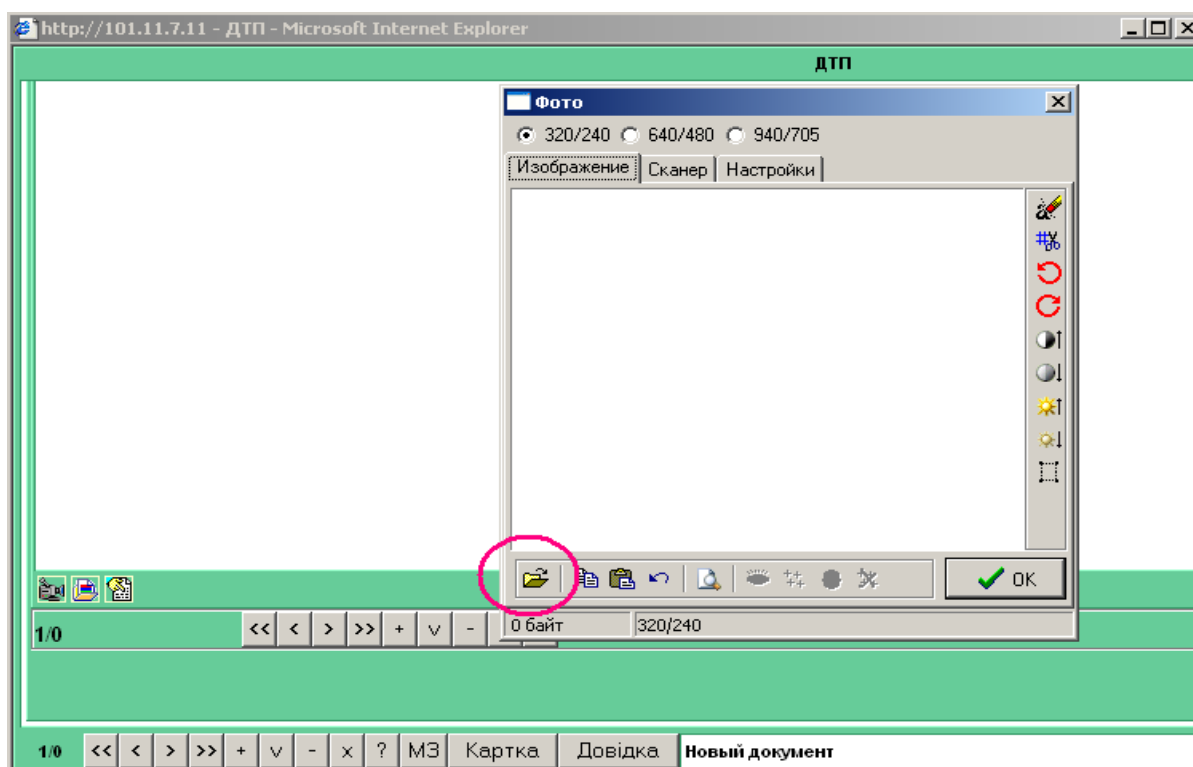 http://101.11.7.11 - ДТП - Microsoft Internet Explorer
ДТП
Фото
320/240 640/480 940/705
Изображение Сканер Настройки
OK
0 байт 320/240
1/0 << < > >> + v -
1/0 << < > >> + v - x ? МЗ Картка Довідка Новый документ